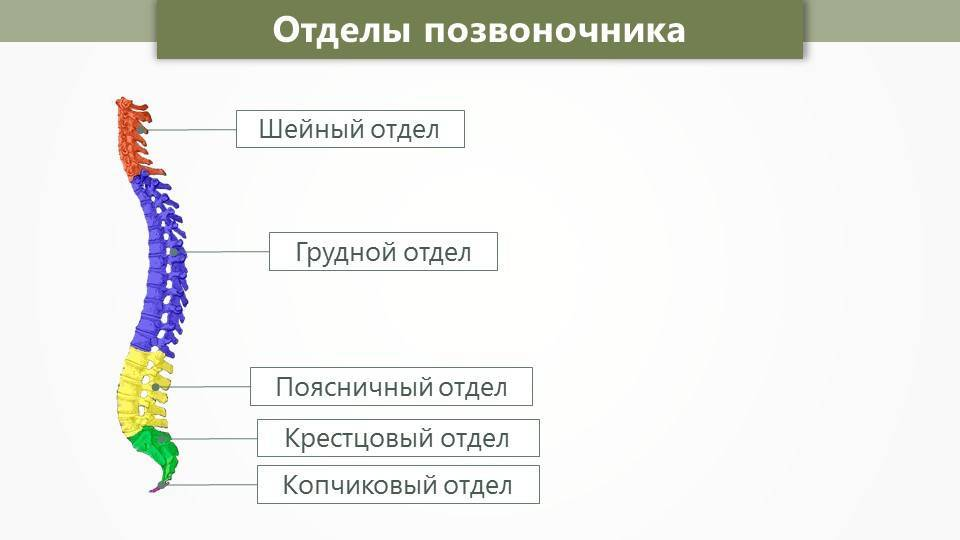 Отделы позвоночника
Шейный отдел
Грудной отдел
Поясничный отдел
Крестцовый отдел
Копчиковый отдел